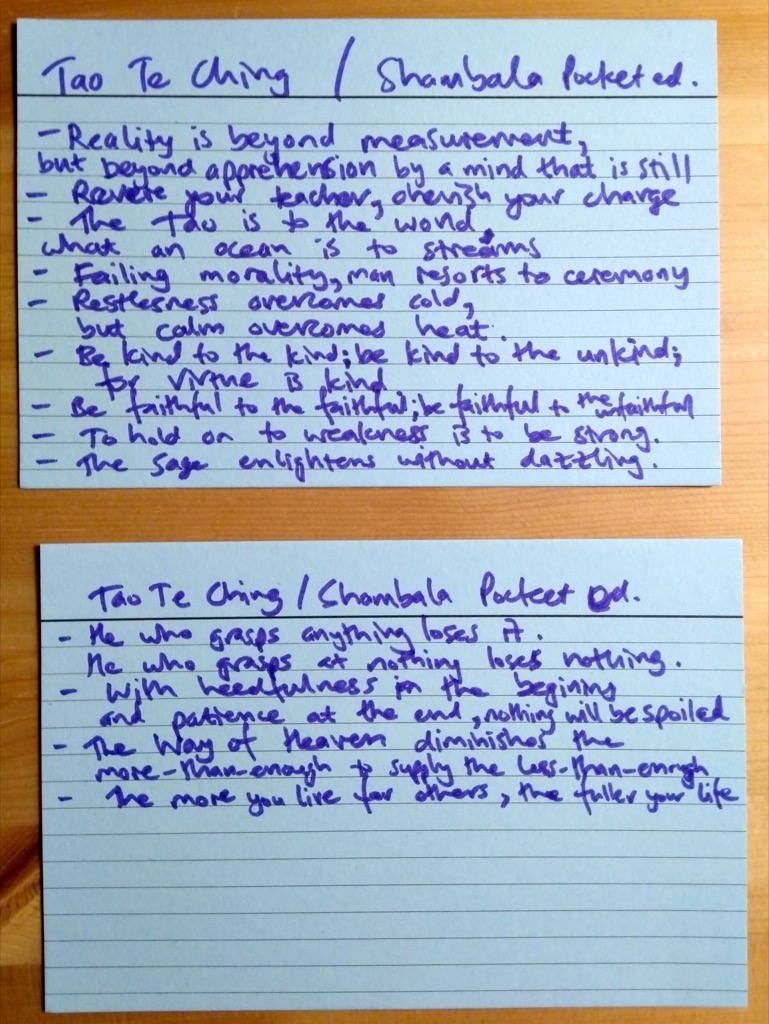 Tao Te Ching / Shambala Pocket ed.
- Reality is beyond measurement,
but beyond apprehension by a mind that is still
- Revere your teacher, cherish your charge
- The Tao is to the world,
what an ocean is to streams
- Failing morality, man resorts to ceremony
- Restlesness overcomes cold,
but calm overcomes heat.
- Be kind to the kind; be kind to the unkind;
for Virtue is kind
- Be faithful to the faithful; be faithful to the unfaithful
- To hold on to weakness is to be strong.
- The Sage enlightens without dazzling.
Tao Te Ching / Shambala Pocket Ed.
- He who grasps anything loses it.
He who grasps at nothing loses nothing.
- With heedfulness in the begining
and patience at the end, nothing will be spoiled
- The Way of Heaven diminishes the
more-than-enough to supply the less-than-enough
- The more you live for others, the fuller your life